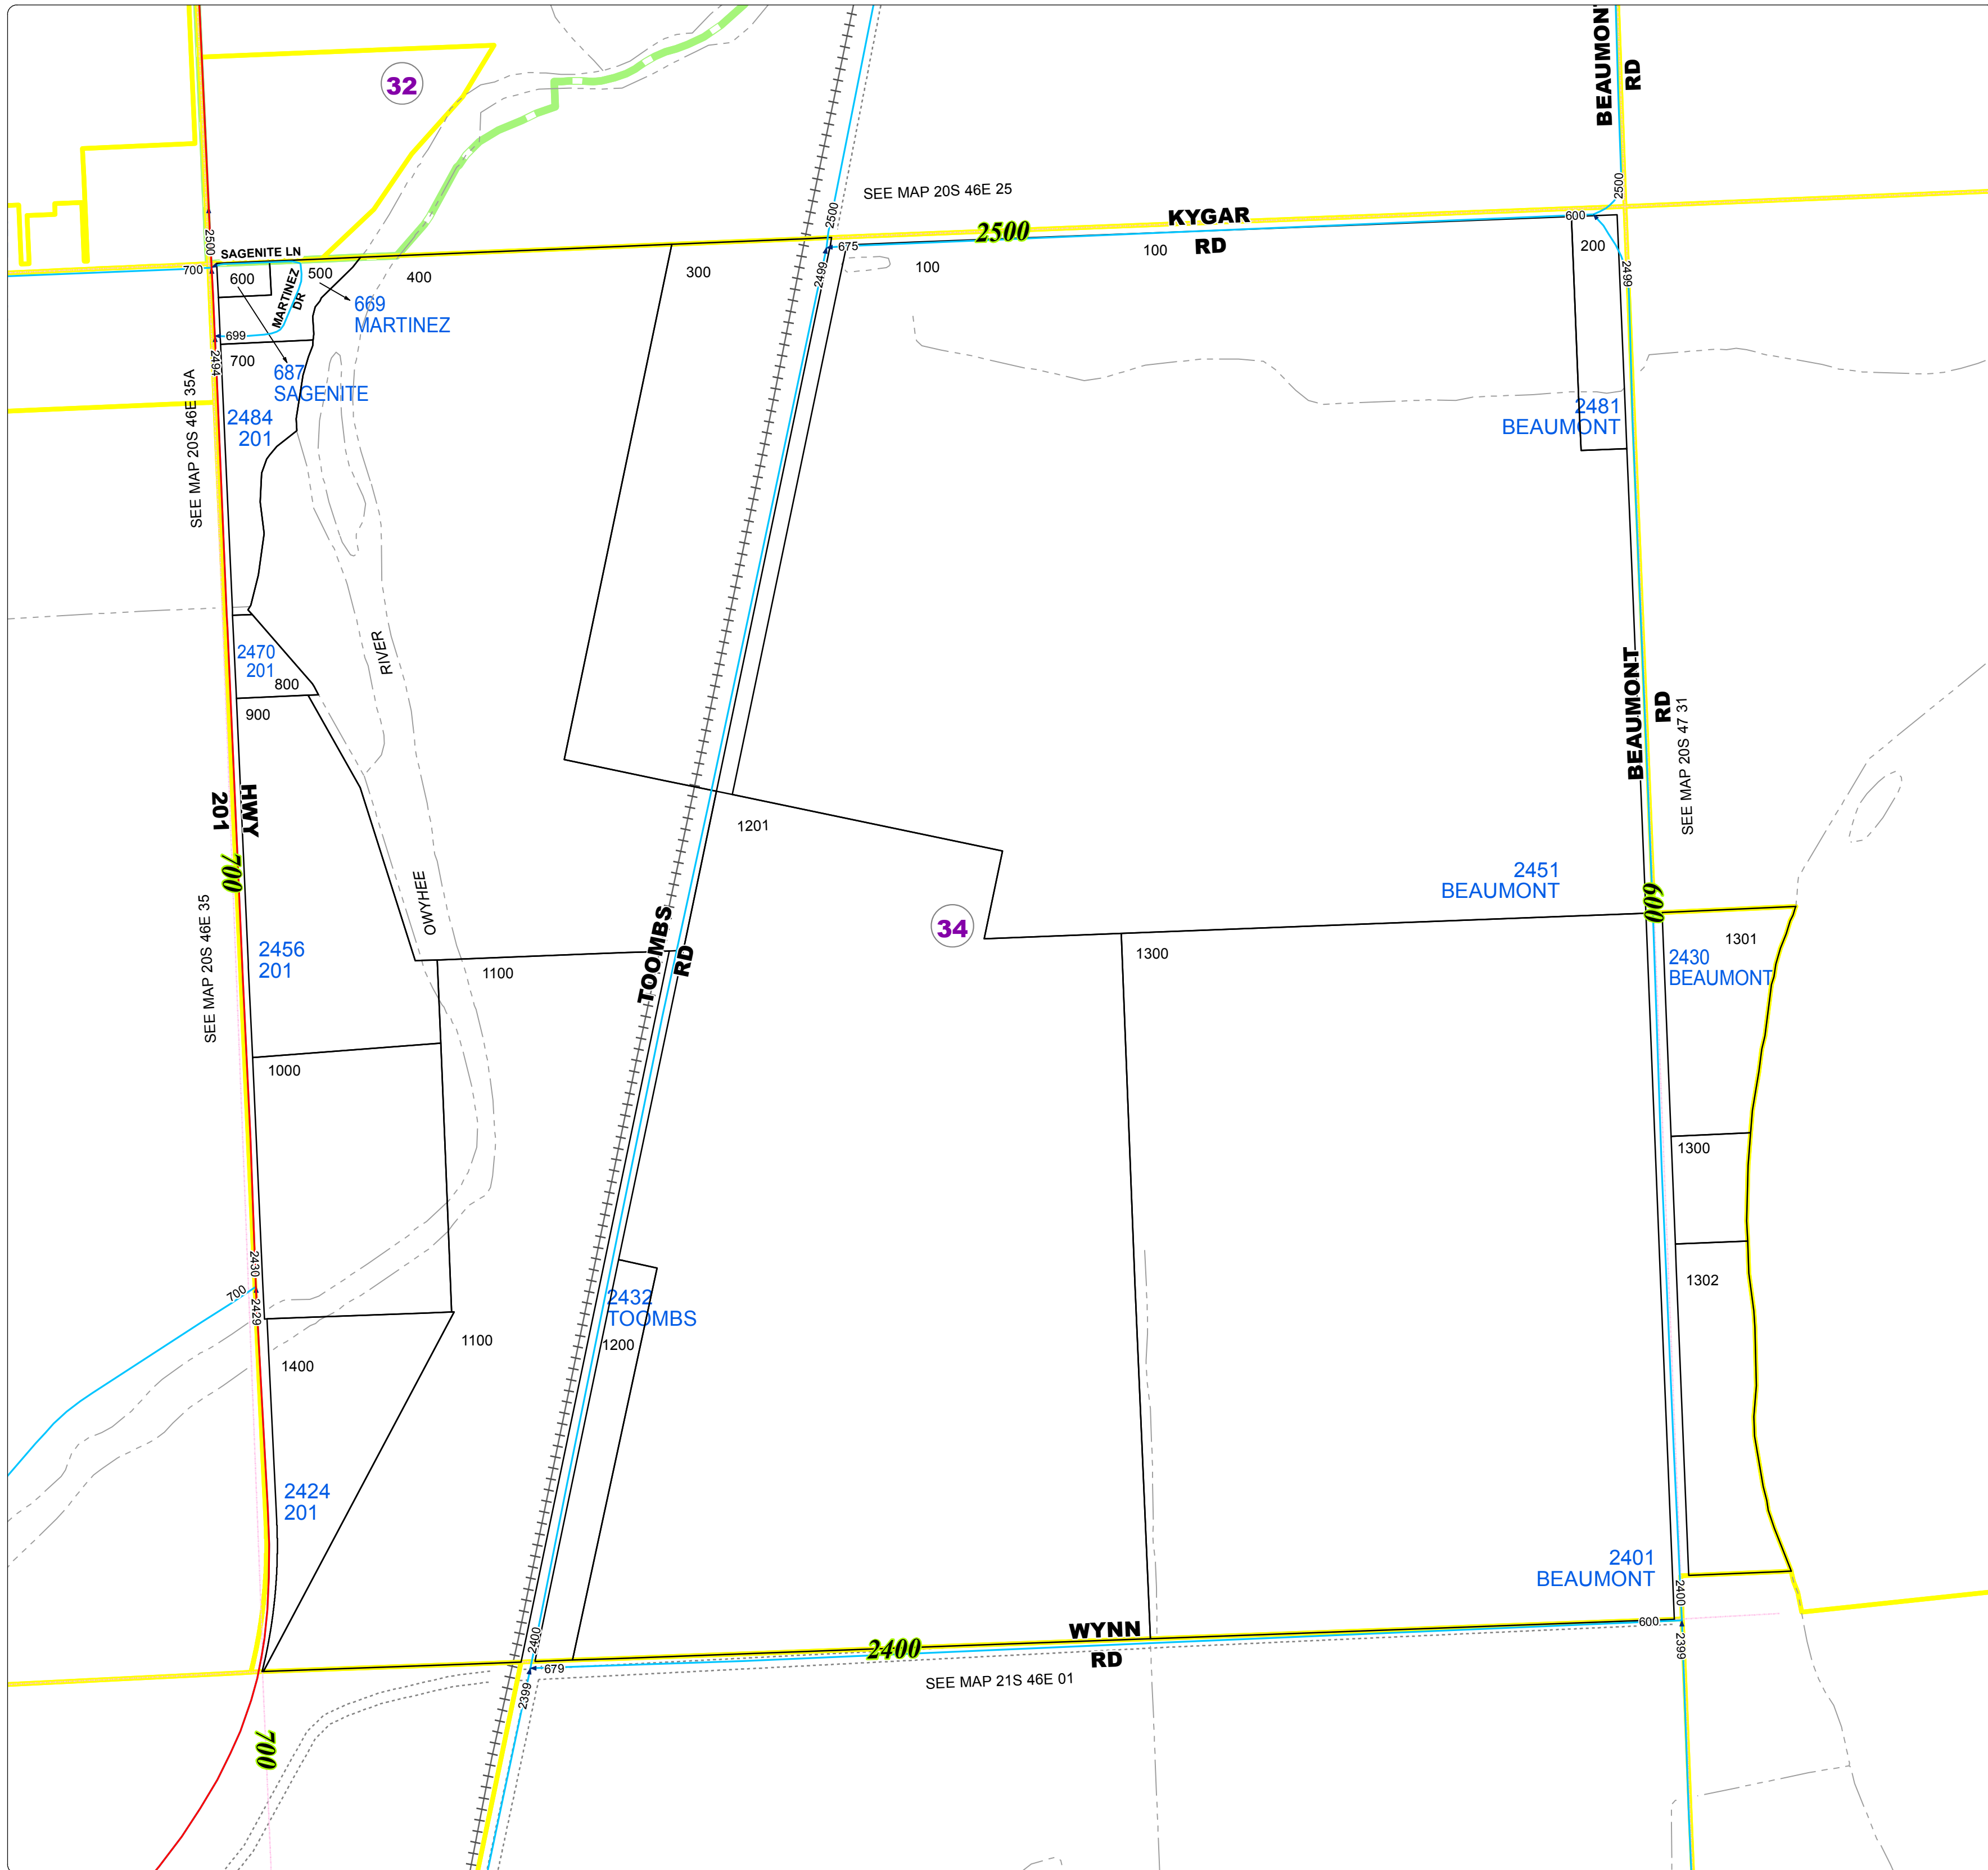 BEAUMONT
RD
32
2500
SEE MAP 20S 46E 25
2500
KYGAR
RD
2500
600
2500
SAGENITE LN
700
600
500
400
300
675
100
100
200
MARTINEZ
DR
669
MARTINEZ
2499
2499
699
700
2494
687
SAGENITE
SEE MAP 20S 46E 35A
2484
201
2481
BEAUMONT
RIVER
2470
201
800
900
BEAUMONT
RD
SEE MAP 20S 47 31
HWY
201
1201
700
OWYHEE
2451
BEAUMONT
600
SEE MAP 20S 46E 35
TOOMBS
RD
34
2456
201
1100
1300
1301
2430
BEAUMONT
1000
1300
2430
700
2429
2432
TOOMBS
1200
1302
1100
1400
2424
201
2401
BEAUMONT
2400
600
2399
WYNN
RD
2400
2400
679
2399
SEE MAP 21S 46E 01
700